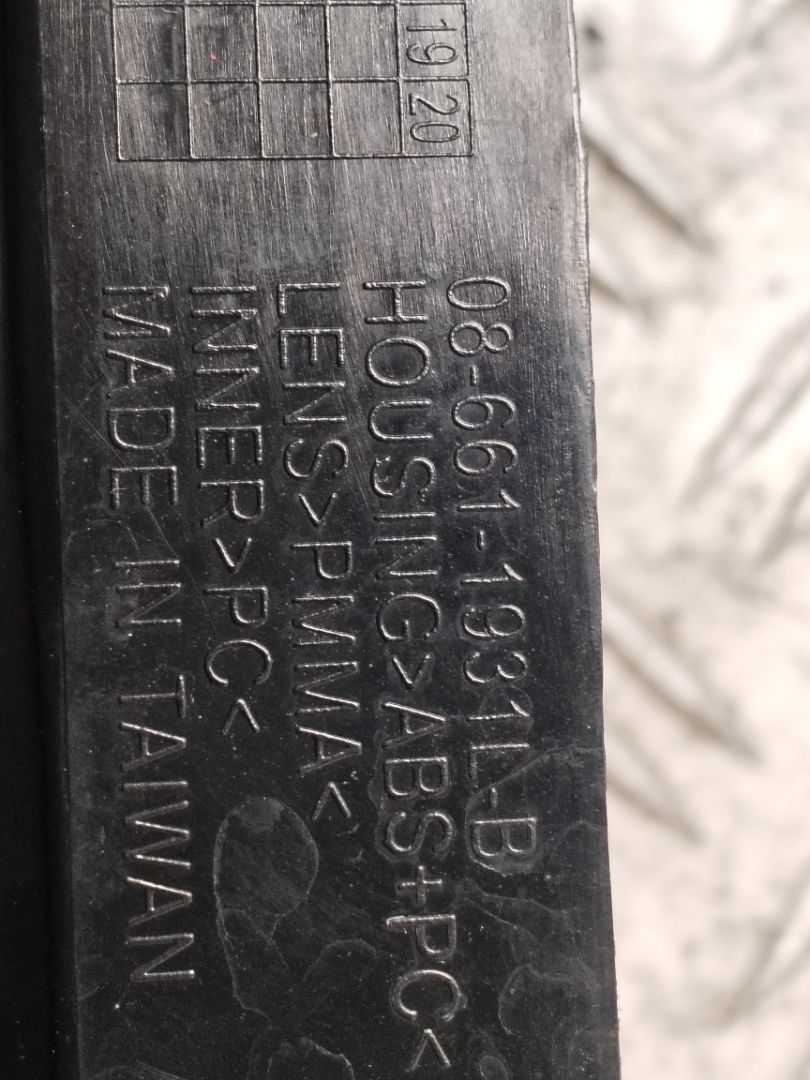 19 20
08-661-1931L-B
HOUSING>ABS+PC<
LENS>PMMA<
INNER>PC<
MADE IN TAIWAN